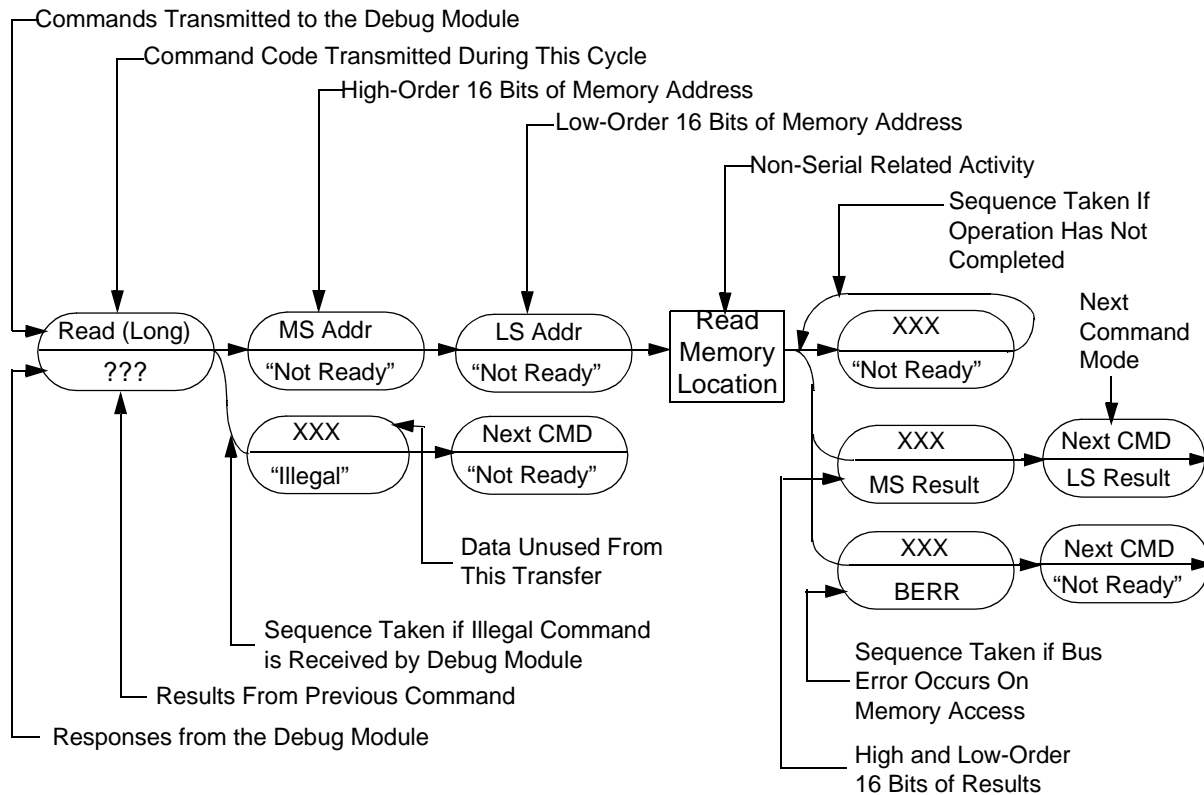 Commands Transmitted to the Debug Module
Command Code Transmitted During This Cycle
High-Order 16 Bits of Memory Address
Low-Order 16 Bits of Memory Address
Non-Serial Related Activity
Sequence Taken If
Operation Has Not
Completed
Next
Command
Mode
Read (Long)
???
MS Addr
“Not Ready”
LS Addr
“Not Ready”
Read
Memory
Location
XXX
“Not Ready”
XXX
“Illegal”
Next CMD
“Not Ready”
XXX
MS Result
Next CMD
LS Result
XXX
BERR
Next CMD
“Not Ready”
Data Unused From
This Transfer
Sequence Taken if Illegal Command
is Received by Debug Module
Results From Previous Command
Responses from the Debug Module
Sequence Taken if Bus
Error Occurs On
Memory Access
High and Low-Order
16 Bits of Results